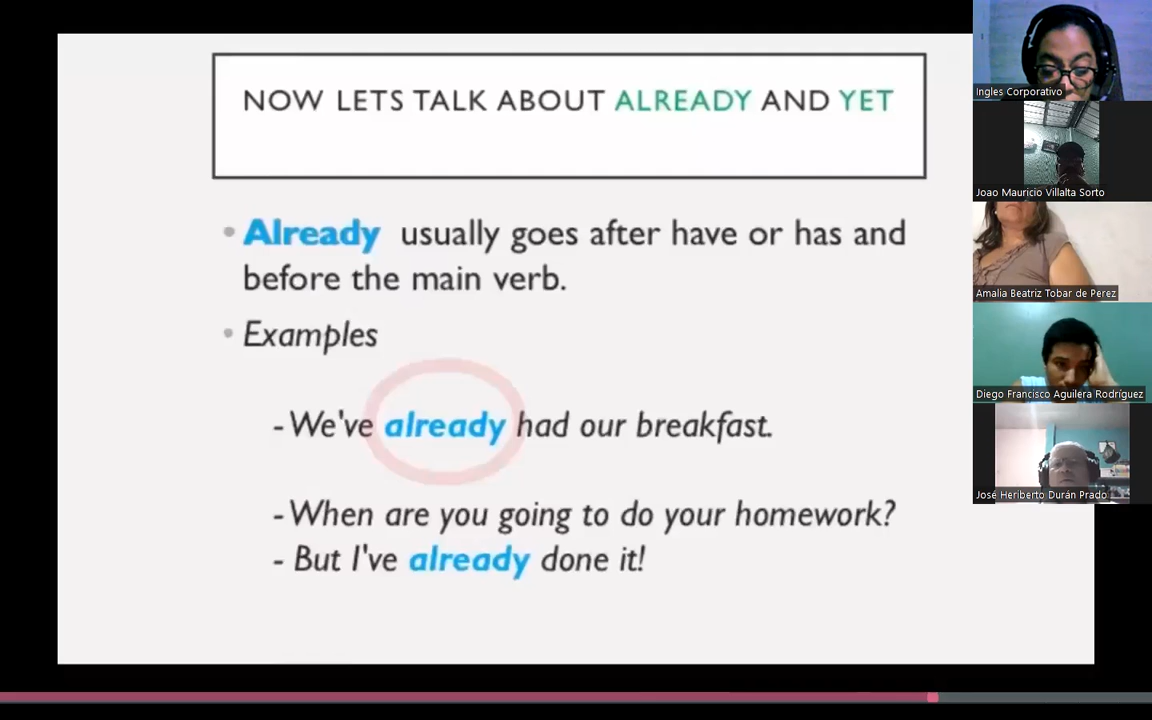 NOW LETS TALK ABOUT ALREADY AND YET
Already usually goes after have or has and
before the main verb.
Examples
- We've already had our breakfast.
- When are you going to do your homework?
- But I've already done it!
Ingles Corporativo
Joao Mauricio Villalta Sorto
Amalia Beatriz Tobar de Perez
Diego Francisco Aguilera Rodríguez
José Heriberto Durán Prado